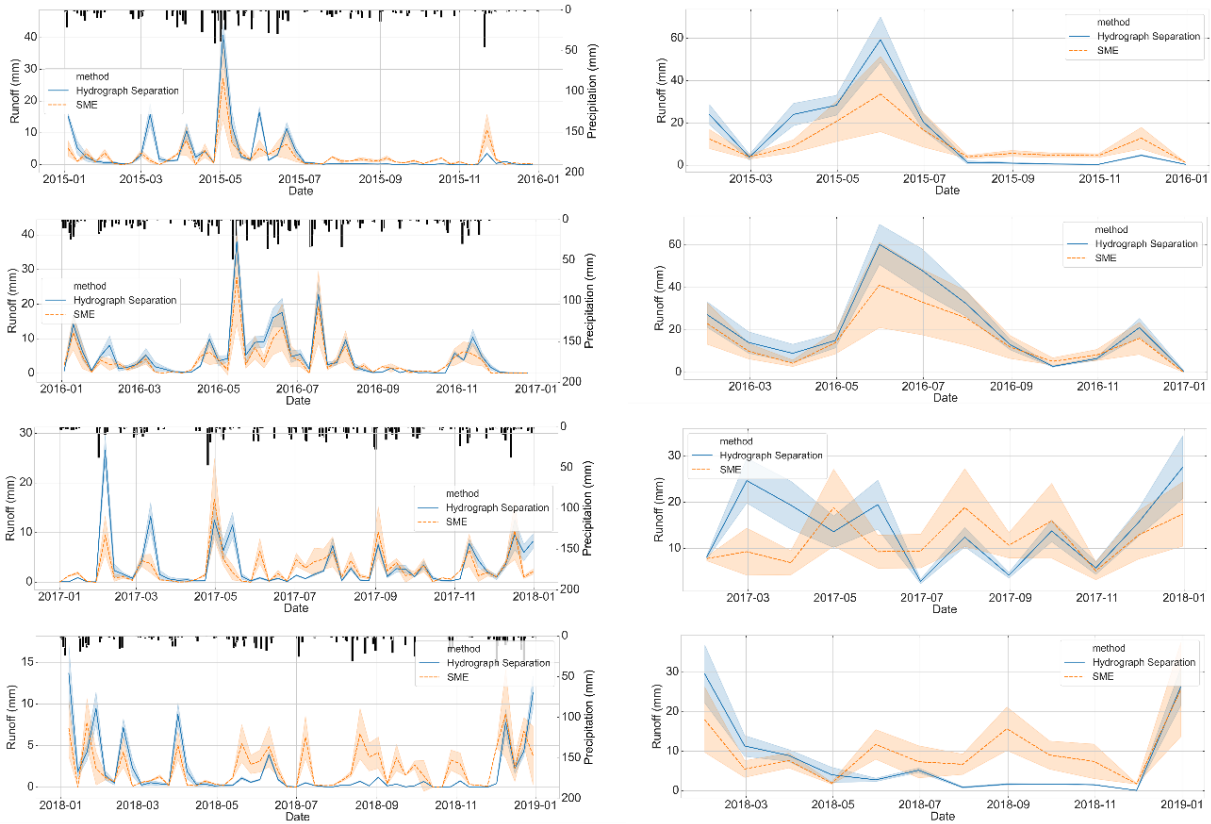 40
30
20
10
0
Runoff (mm)
method
Hydrograph Separation
SME
0
50
100
150
200
Precipitation (mm)
2015-01 2015-03 2015-05 2015-07 2015-09 2015-11 2016-01
Date
60
40
20
0
Runoff (mm)
method
Hydrograph Separation
SME
2015-03 2015-05 2015-07 2015-09 2015-11 2016-01
Date
40
30
20
10
0
Runoff (mm)
method
Hydrograph Separation
SME
0
50
100
150
200
Precipitation (mm)
2016-01 2016-03 2016-05 2016-07 2016-09 2016-11 2017-01
Date
60
40
20
0
Runoff (mm)
method
Hydrograph Separation
SME
2016-03 2016-05 2016-07 2016-09 2016-11 2017-01
Date
30
20
10
0
Runoff (mm)
method
Hydrograph Separation
SME
0
50
100
150
200
Precipitation (mm)
2017-01 2017-03 2017-05 2017-07 2017-09 2017-11 2018-01
Date
30
20
10
Runoff (mm)
method
Hydrograph Separation
SME
2017-03 2017-05 2017-07 2017-09 2017-11 2018-01
Date
15
10
5
0
Runoff (mm)
method
Hydrograph Separation
SME
0
50
100
150
200
Precipitation (mm)
2018-01 2018-03 2018-05 2018-07 2018-09 2018-11 2019-01
Date
30
20
10
0
Runoff (mm)
method
Hydrograph Separation
SME
2018-03 2018-05 2018-07 2018-09 2018-11 2019-01
Date